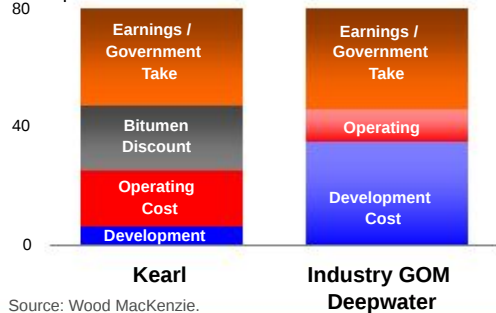 80
40
0
Earnings /
Government
Take
Bitumen
Discount
Operating
Cost
Development
Earnings /
Government
Take
Operating
Development
Cost
Kearl
Industry GOM
Deepwater
Source: Wood MacKenzie.